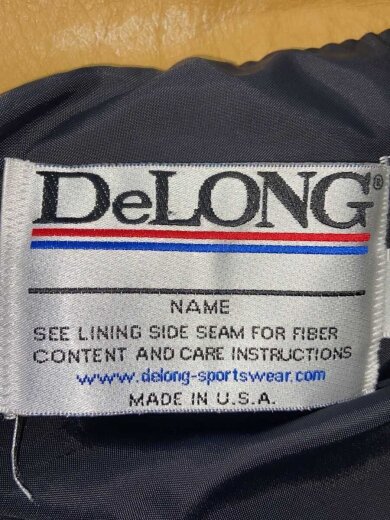 DeLONG®
NAME
SEE LINING SIDE SEAM FOR FIBER
CONTENT AND CARE INSTRUCTIONS
www.delong-sportswear.com
MADE IN U.S.A.